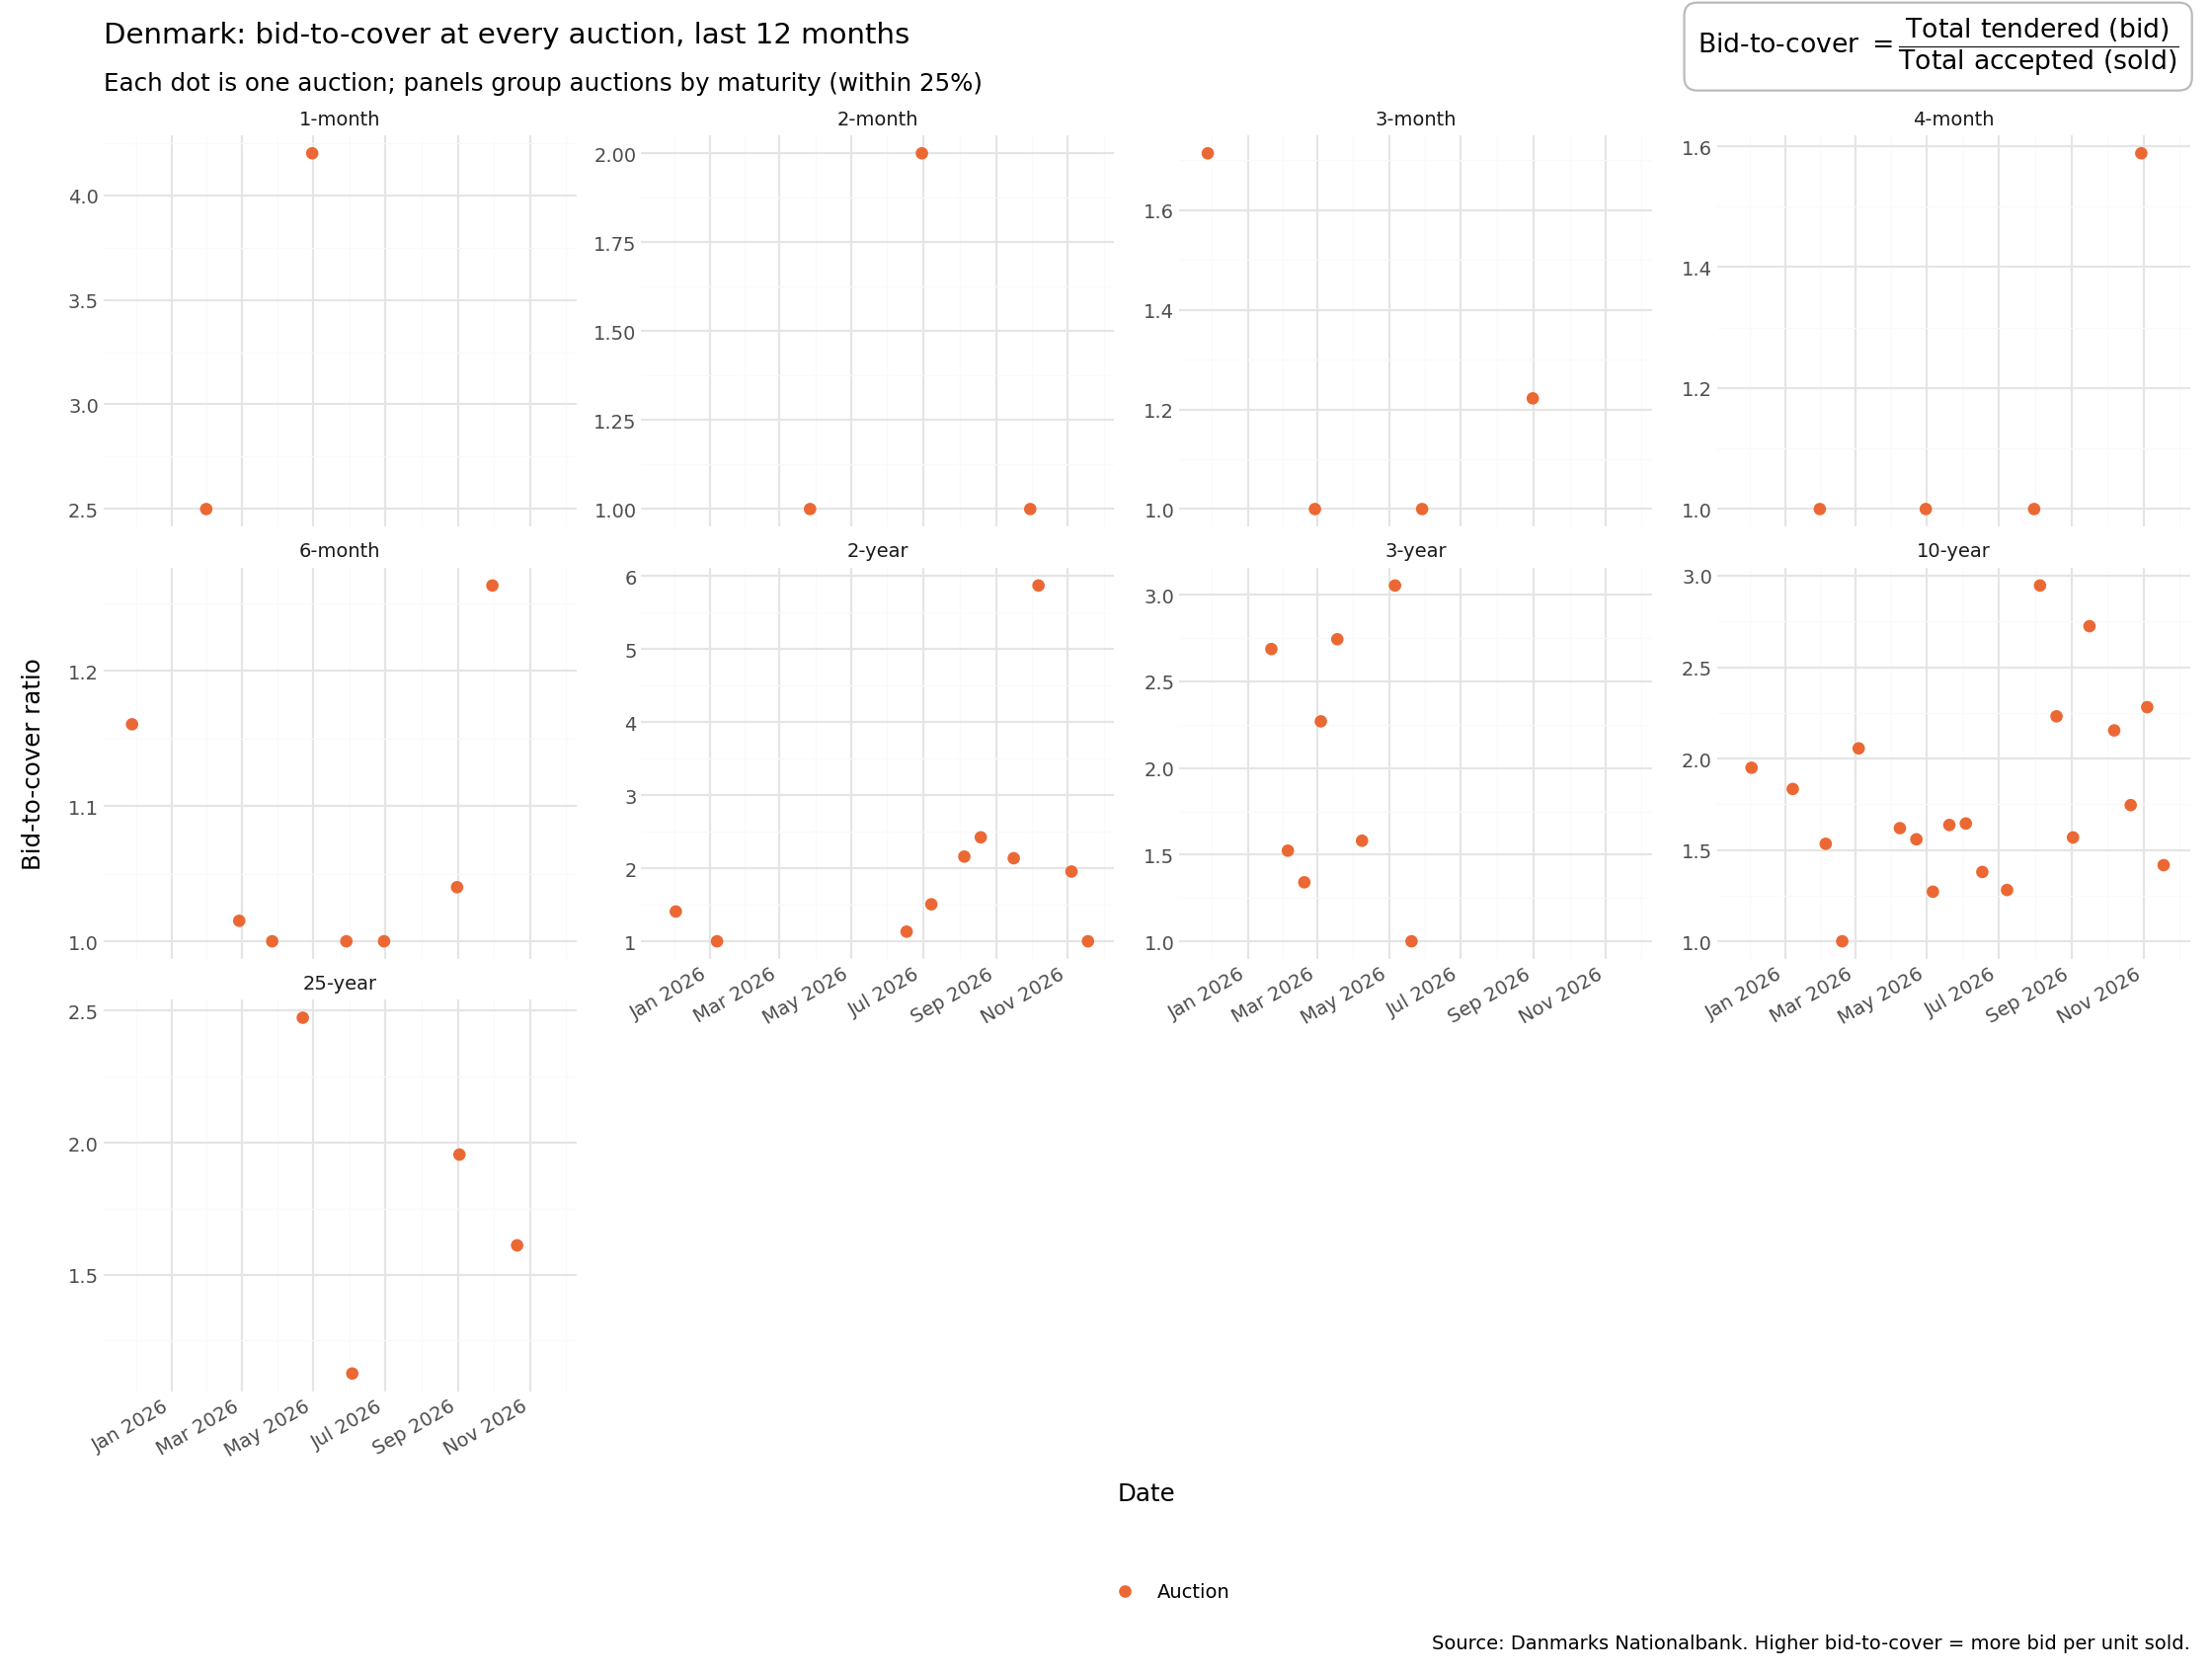 Denmark: bid-to-cover at every auction, last 12 months
Each dot is one auction; panels group auctions by maturity (within 25%)
Bid-to-cover = Total tendered (bid)
Total accepted (sold)
1-month
4.0
3.5
3.0
2.5
2-month
2.00
1.75
1.50
1.25
1.00
3-month
1.6
1.4
1.2
1.0
4-month
1.6
1.4
1.2
1.0
Bid-to-cover ratio
6-month
1.2
1.1
1.0
2-year
6
5
4
3
2
1
Jan 2026 Mar 2026 May 2026 Jul 2026 Sep 2026 Nov 2026
3-year
3.0
2.5
2.0
1.5
1.0
Jan 2026 Mar 2026 May 2026 Jul 2026 Sep 2026 Nov 2026
10-year
3.0
2.5
2.0
1.5
1.0
Jan 2026 Mar 2026 May 2026 Jul 2026 Sep 2026 Nov 2026
25-year
2.5
2.0
1.5
Jan 2026 Mar 2026 May 2026 Jul 2026 Sep 2026 Nov 2026
Date
Auction
Source: Danmarks Nationalbank. Higher bid-to-cover = more bid per unit sold.